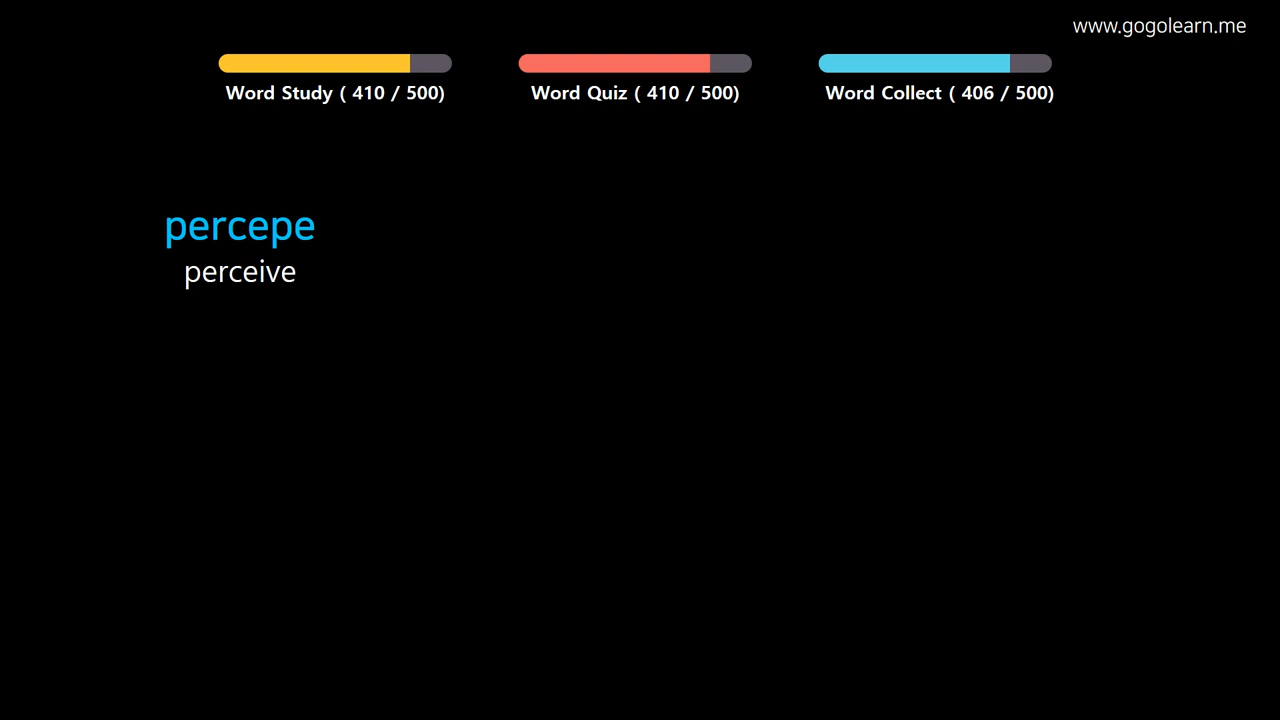 www.gogolearn.me
Word Study ( 410 / 500)
Word Quiz ( 410 / 500)
Word Collect ( 406 / 500)
percepe
perceive